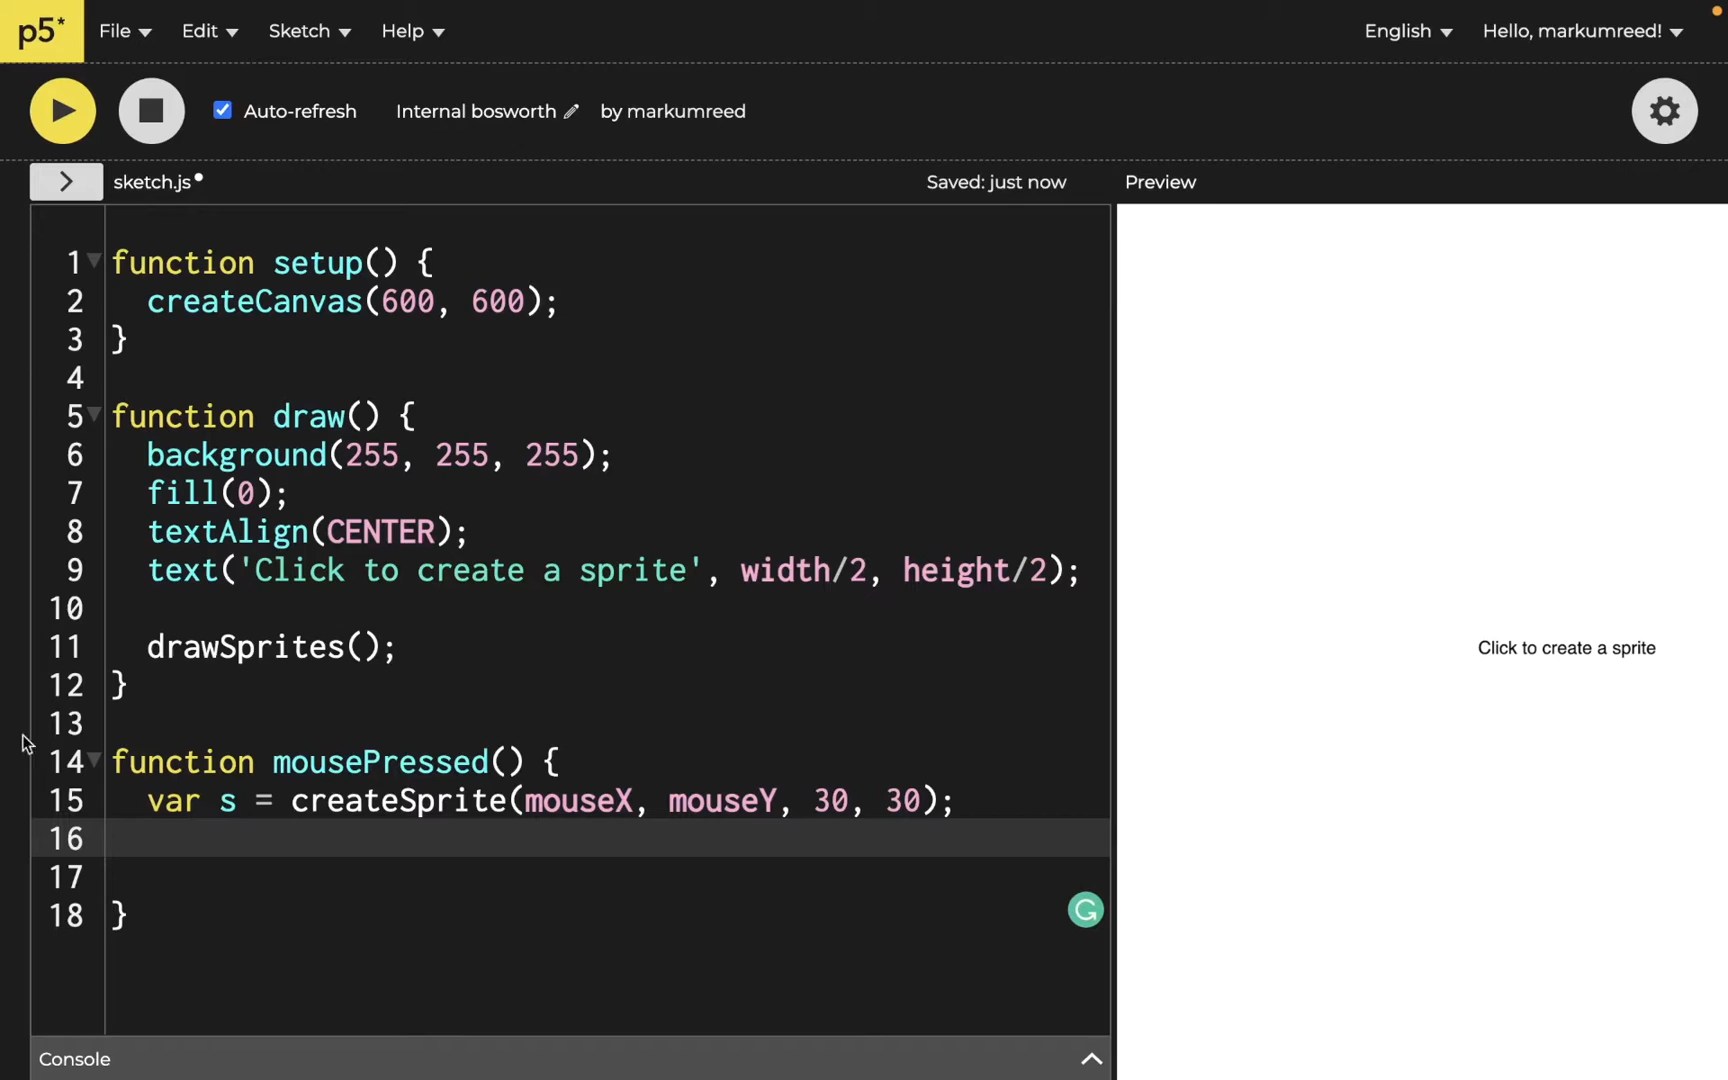 p5* File Edit Sketch Help English Hello, markumreed!
Auto-refresh Internal bosworth by markumreed
sketch.js Saved: just now Preview
1 function setup() {
2 createCanvas(600, 600);
3 }
4
5 function draw() {
6 background(255, 255, 255);
7 fill(0);
8 textAlign(CENTER);
9 text('Click to create a sprite', width/2, height/2);
10
11 drawSprites();
12 }
13
14 function mousePressed() {
15 var s = createSprite(mouseX, mouseY, 30, 30);
16
17
18 }
Click to create a sprite
Console